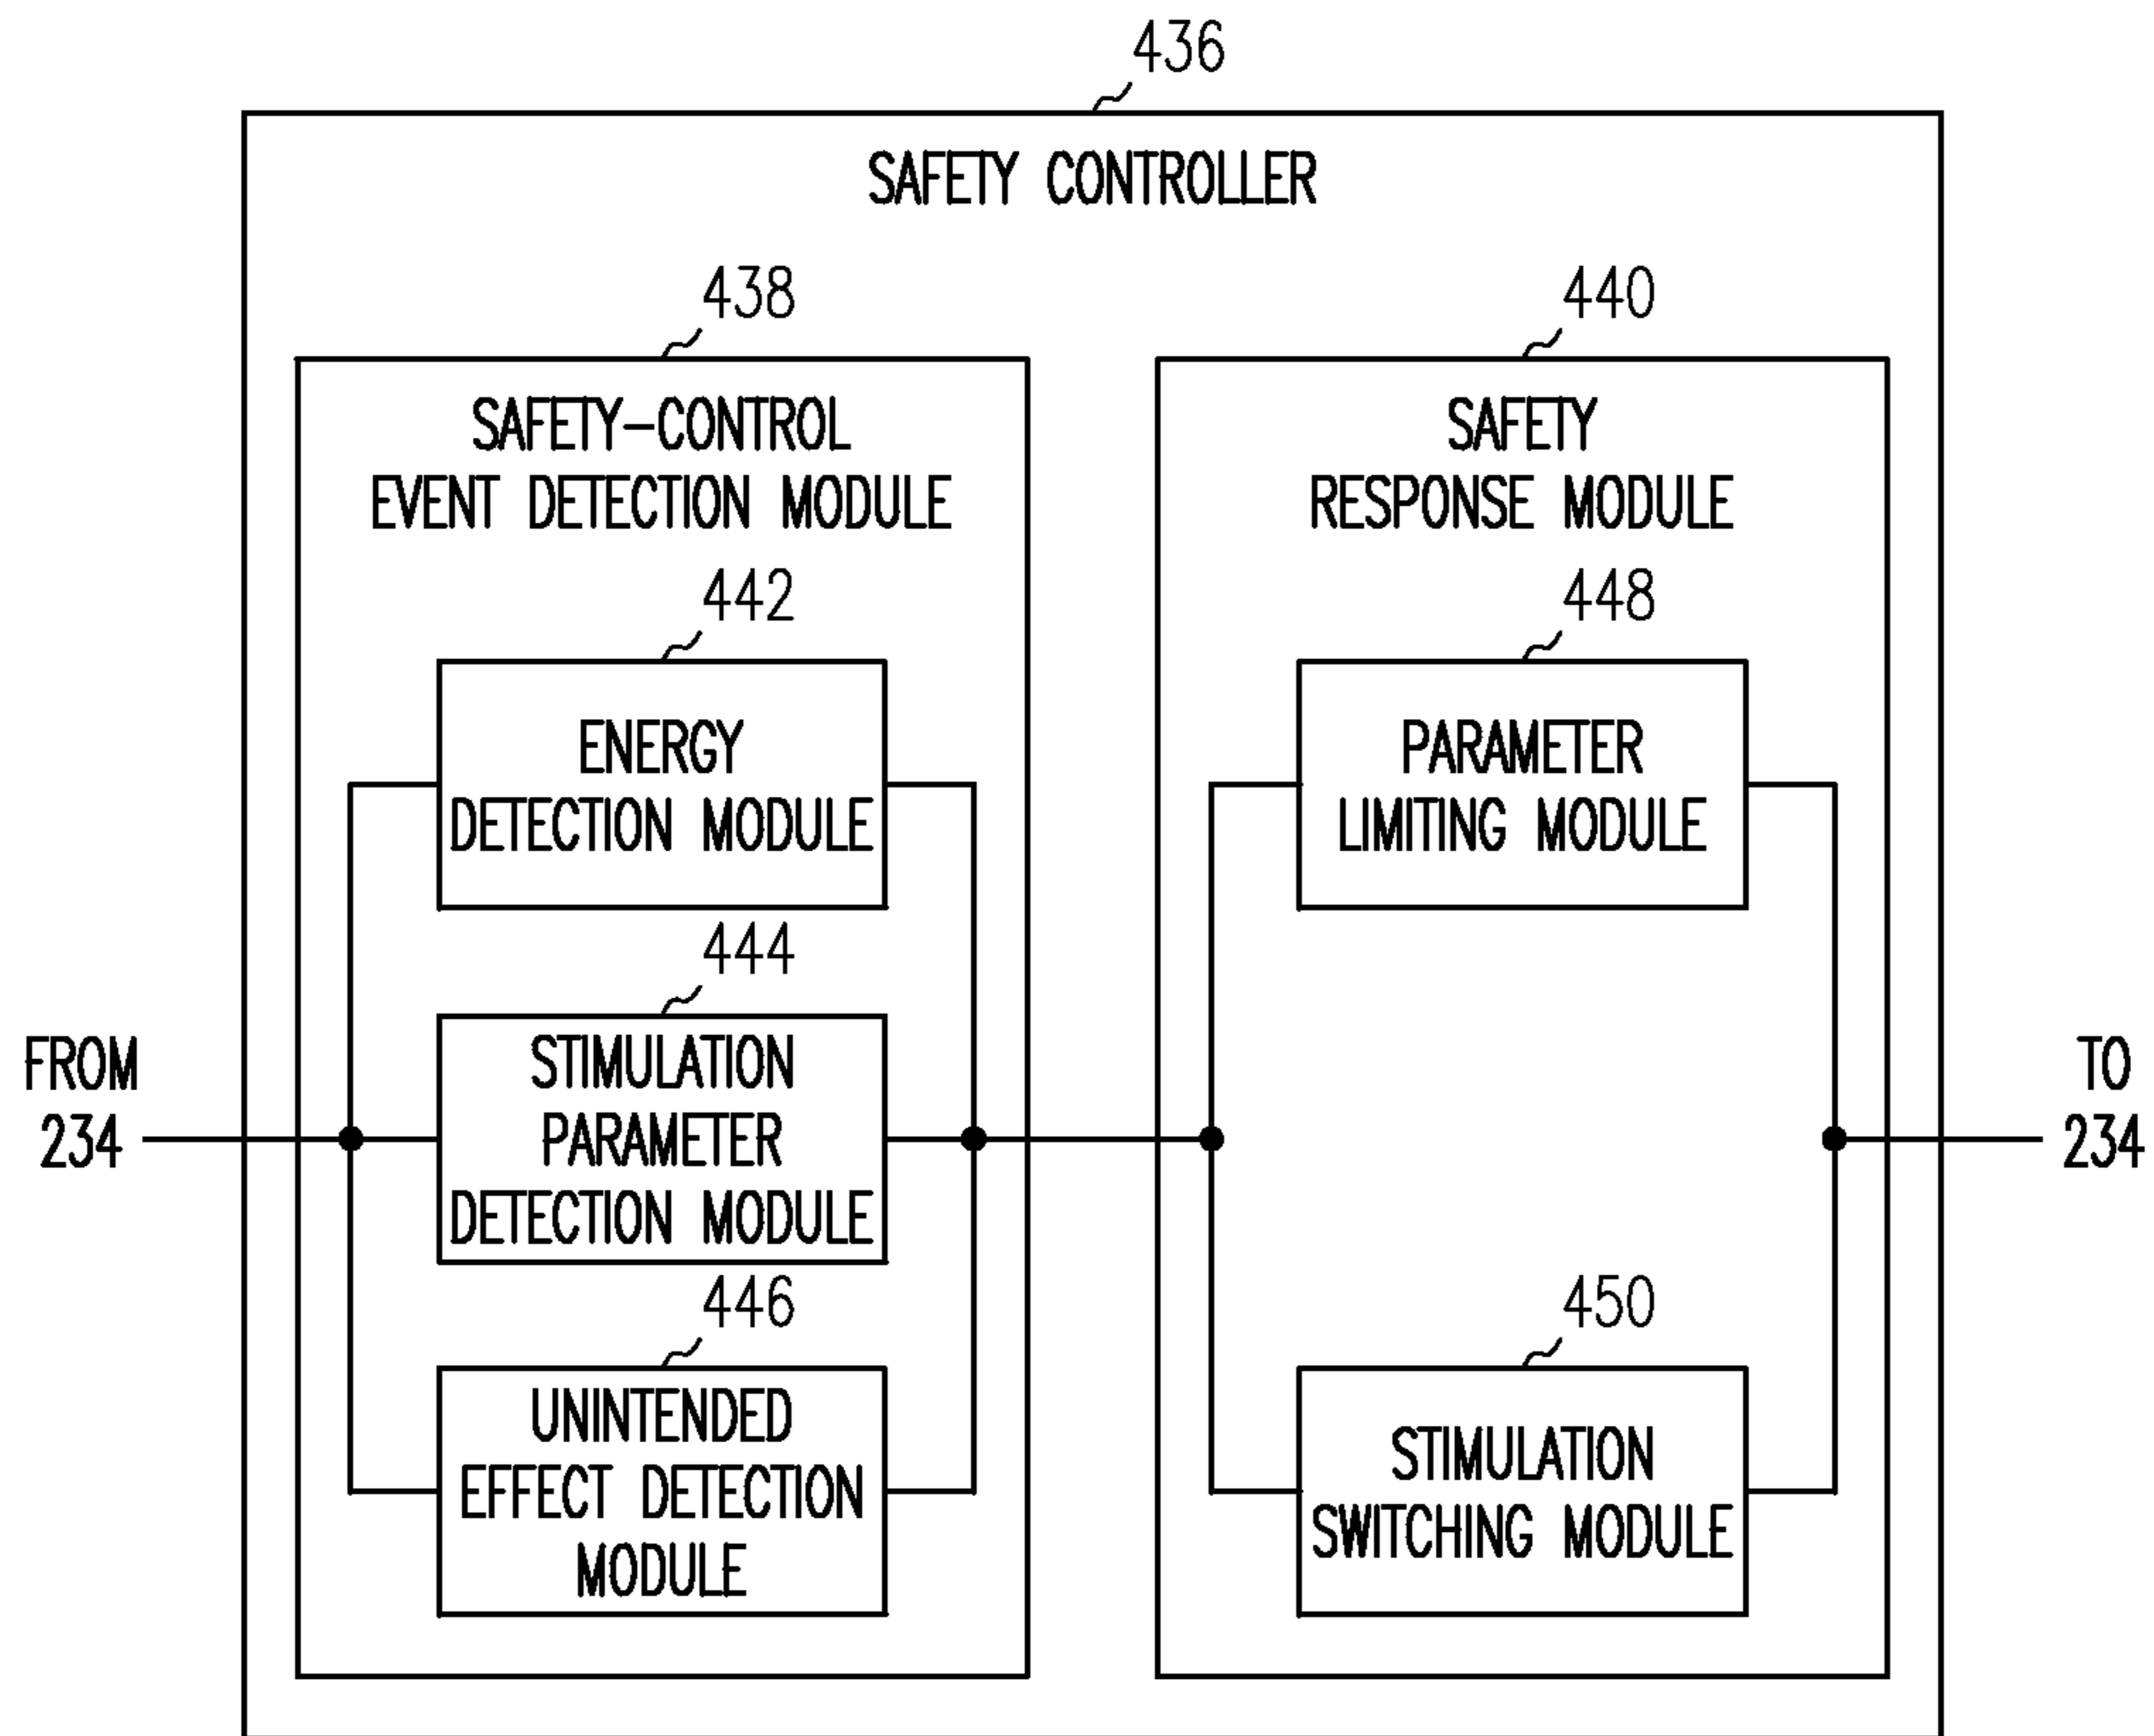 436
SAFETY CONTROLLER
438
SAFETY-CONTROL
EVENT DETECTION MODULE
442
ENERGY
DETECTION MODULE
444
STIMULATION
PARAMETER
DETECTION MODULE
446
UNINTENDED
EFFECT DETECTION
MODULE
440
SAFETY
RESPONSE MODULE
448
PARAMETER
LIMITING MODULE
450
STIMULATION
SWITCHING MODULE
FROM
234
TO
234